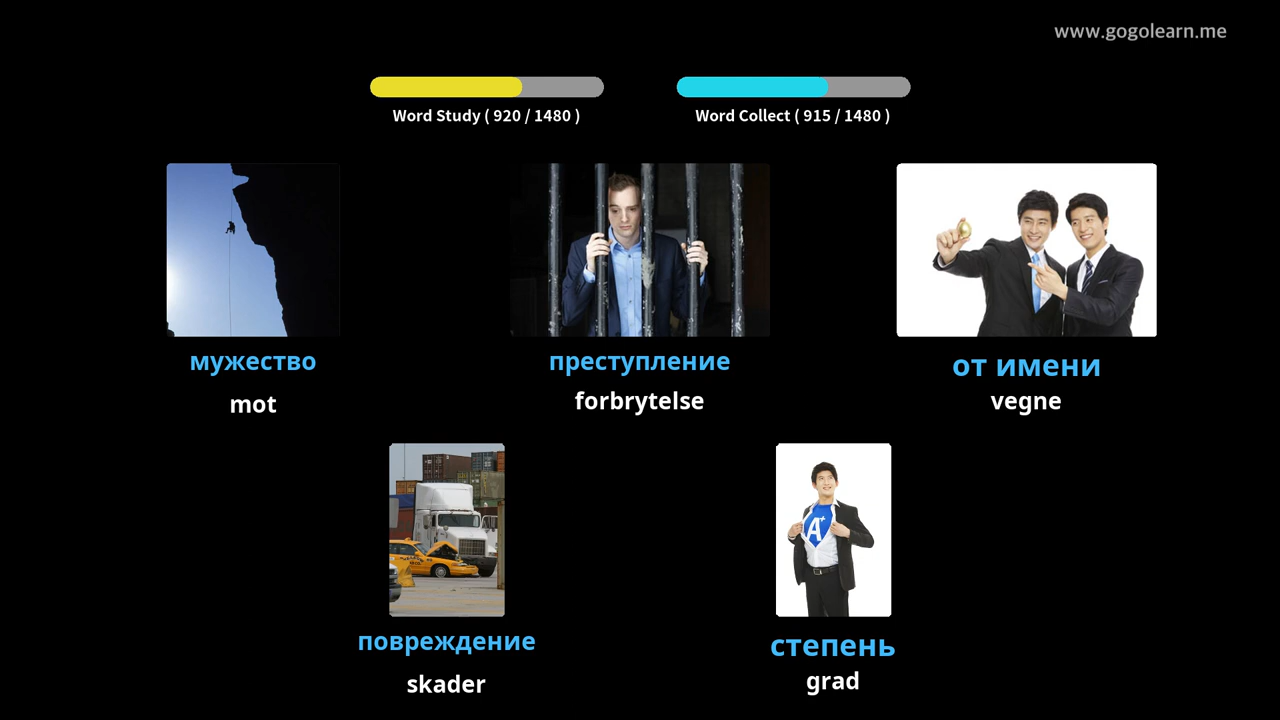 www.gogolearn.me
Word Study ( 920 / 1480 )
Word Collect ( 915 / 1480 )
мужество
mot
преступление
forbrytelse
от имени
vegne
A+
повреждение
skader
степень
grad